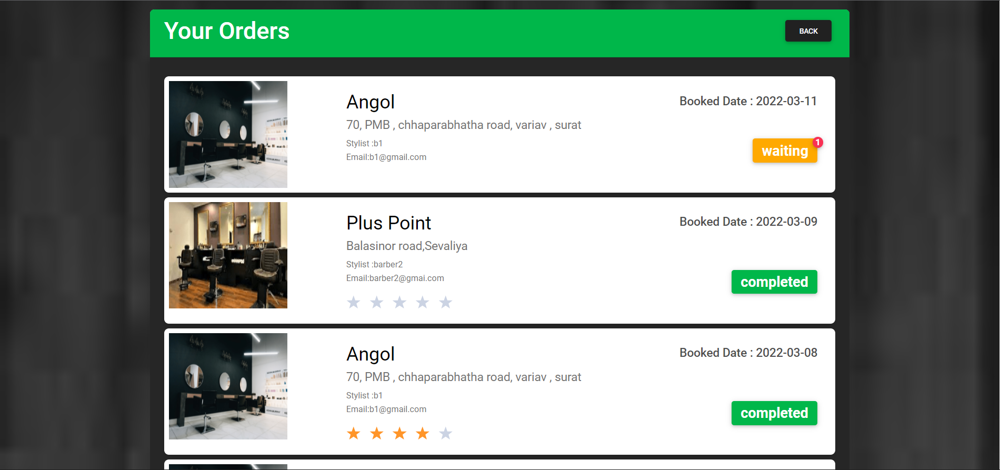 Your Orders
BACK
Angol
Booked Date : 2022-03-11
70, PMB , chhaparabhatha road, variav , surat
Stylist :b1
Email:b1@gmail.com
waiting
1
Plus Point
Booked Date : 2022-03-09
Balasinor road,Sevaliya
Stylist :barber2
Email:barber2@gmai.com
completed
Angol
Booked Date : 2022-03-08
70, PMB , chhaparabhatha road, variav , surat
Stylist :b1
Email:b1@gmail.com
completed